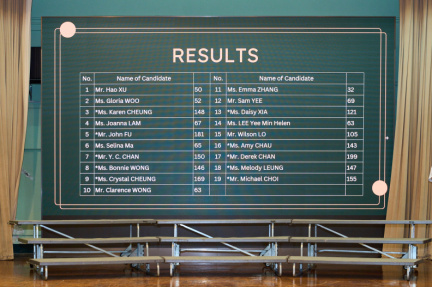 RESULTS
No. Name of Candidate No. Name of Candidate
1 Mr. Hao XU 50 11 Ms. Emma ZHANG 32
2 Ms. Gloria WOO 52 12 Mr. Sam YEE 69
3 *Ms. Karen CHEUNG 148 13 *Ms. Daisy XIA 121
4 Ms. Joanna LAM 67 14 Ms. LEE Yee Min Helen 63
5 *Mr. John FU 181 15 Mr. Wilson LO 105
6 Ms. Selina Ma 65 16 *Ms. Amy CHAU 143
7 *Mr. Y. C. CHAN 150 17 *Mr. Derek CHAN 199
8 *Ms. Bonnie WONG 146 18 *Ms. Melody LEUNG 147
9 *Ms. Crystal CHEUNG 169 19 *Mr. Michael CHOI 155
10 Mr. Clarence WONG 63